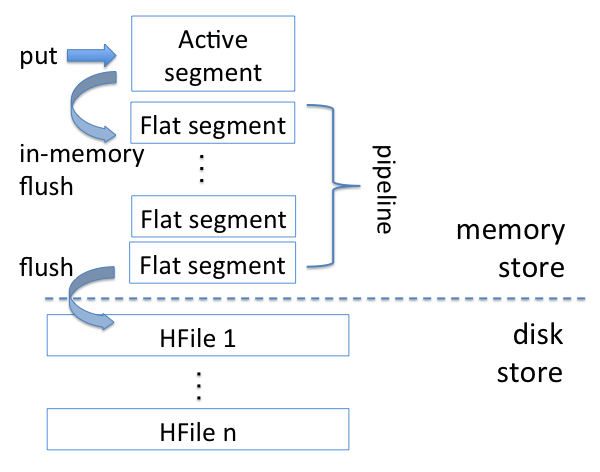 put
Active
segment
Flat segment
in-memory
flush
⋮
pipeline
Flat segment
Flat segment
memory
store
flush
HFile 1
disk
store
⋮
HFile n